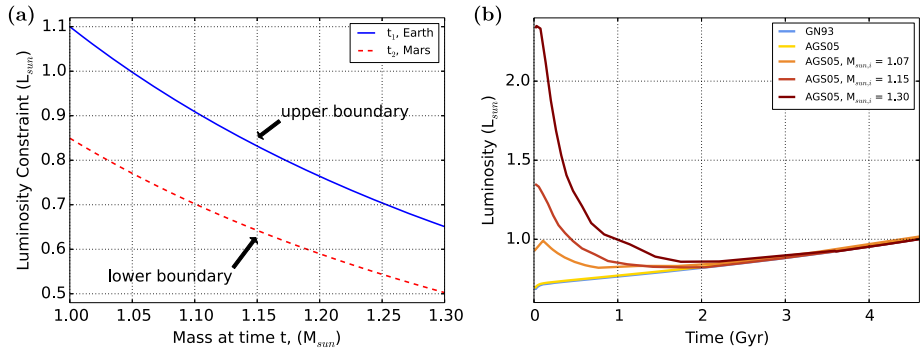 (a)
t₁, Earth
t₂, Mars
upper boundary
lower boundary
Luminosity Constraint (L_sun)
1.1
1.0
0.9
0.8
0.7
0.6
0.5
1.00 1.05 1.10 1.15 1.20 1.25 1.30
Mass at time t, (M_sun)
(b)
GN93
AGS05
AGS05, M_sun,i = 1.07
AGS05, M_sun,i = 1.15
AGS05, M_sun,i = 1.30
Luminosity (L_sun)
2.0
1.5
1.0
0 1 2 3 4
Time (Gyr)